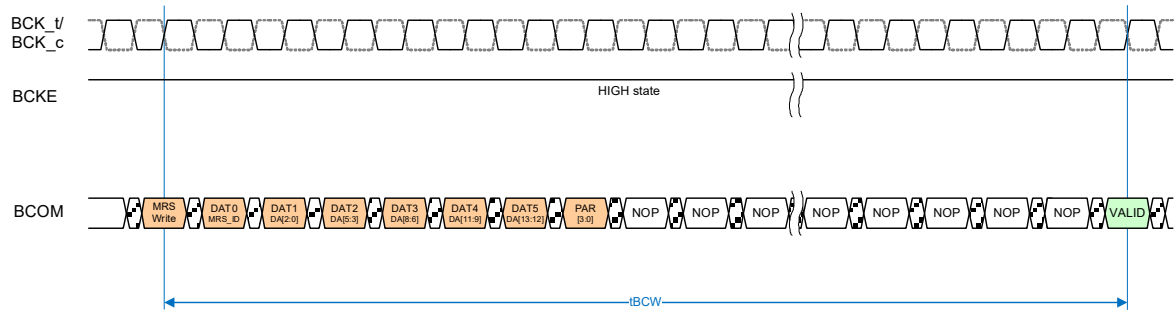 BCK_t/
BCK_c
BCKE
HIGH state
BCOM
MRS
Write
DAT0
MRS_ID
DAT1
DA[2:0]
DAT2
DA[5:3]
DAT3
DA[8:6]
DAT4
DA[11:9]
DAT5
DA[13:12]
PAR
[3:0]
NOP
NOP
NOP
NOP
NOP
NOP
NOP
NOP
VALID
tBCW